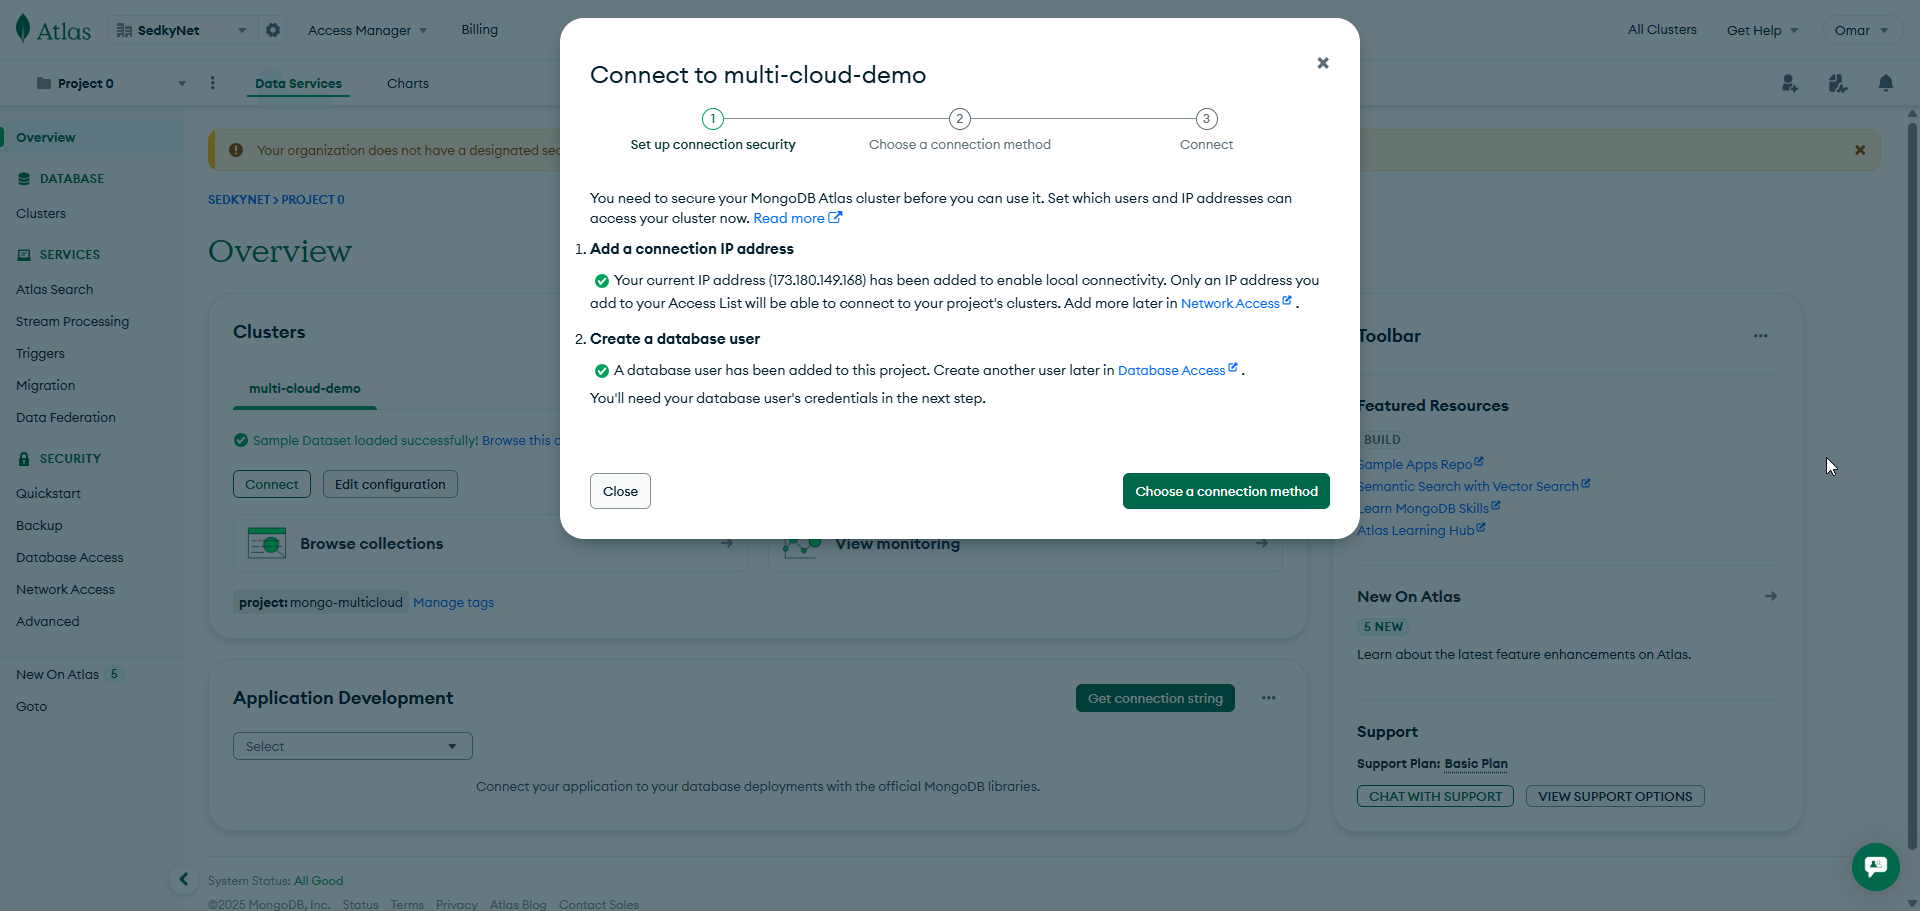 Atlas
SedkyNet
Access Manager
Billing
All Clusters
Get Help
Omar
Project 0
Data Services
Charts
Overview
DATABASE
Clusters
SERVICES
Atlas Search
Stream Processing
Triggers
Migration
Data Federation
SECURITY
Quickstart
Backup
Database Access
Network Access
Advanced
New On Atlas 5
Goto
Your organization does not have a designated sec
SEDKYNET > PROJECT 0
Overview
Clusters
multi-cloud-demo
Sample Dataset loaded successfully! Browse this c
Connect
Edit configuration
Browse collections
View monitoring
project: mongo-multicloud Manage tags
Application Development
Get connection string
Select
Connect your application to your database deployments with the official MongoDB libraries.
System Status: All Good
©2025 MongoDB, Inc. Status Terms Privacy Atlas Blog Contact Sales
Connect to multi-cloud-demo
1
2
3
Set up connection security
Choose a connection method
Connect
You need to secure your MongoDB Atlas cluster before you can use it. Set which users and IP addresses can
access your cluster now. Read more
1. Add a connection IP address
Your current IP address (173.180.149.168) has been added to enable local connectivity. Only an IP address you
add to your Access List will be able to connect to your project's clusters. Add more later in Network Access .
2. Create a database user
A database user has been added to this project. Create another user later in Database Access .
You'll need your database user's credentials in the next step.
Close
Choose a connection method
Toolbar
Featured Resources
BUILD
Sample Apps Repo
Semantic Search with Vector Search
Learn MongoDB Skills
Atlas Learning Hub
New On Atlas
5 NEW
Learn about the latest feature enhancements on Atlas.
Support
Support Plan: Basic Plan
CHAT WITH SUPPORT
VIEW SUPPORT OPTIONS